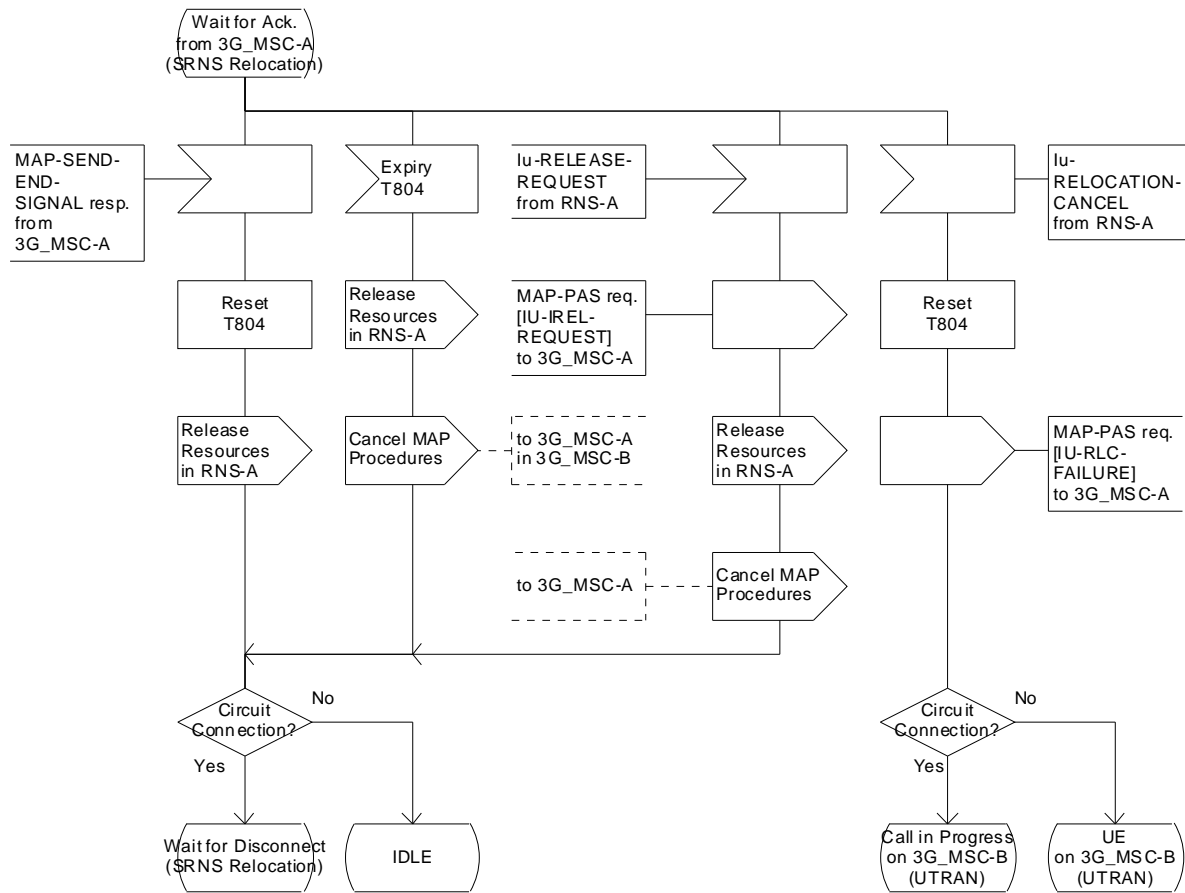 Wait for Ack.
from 3G_MSC-A
(SRNS Relocation)
MAP-SEND-
END-
SIGNAL resp.
from
3G_MSC-A
Expiry
T804
Iu-RELEASE-
REQUEST
from RNS-A
Iu-
RELOCATION-
CANCEL
from RNS-A
Reset
T804
Release
Resources
in RNS-A
MAP-PAS req.
[IU-IREL-
REQUEST]
to 3G_MSC-A
Reset
T804
Release
Resources
in RNS-A
Cancel MAP
Procedures
to 3G_MSC-A
in 3G_MSC-B
Release
Resources
in RNS-A
MAP-PAS req.
[IU-RLC-
FAILURE]
to 3G_MSC-A
to 3G_MSC-A
Cancel MAP
Procedures
Circuit
Connection?
No
Yes
Circuit
Connection?
No
Yes
Wait for Disconnect
(SRNS Relocation)
IDLE
Call in Progress
on 3G_MSC-B
(UTRAN)
UE
on 3G_MSC-B
(UTRAN)